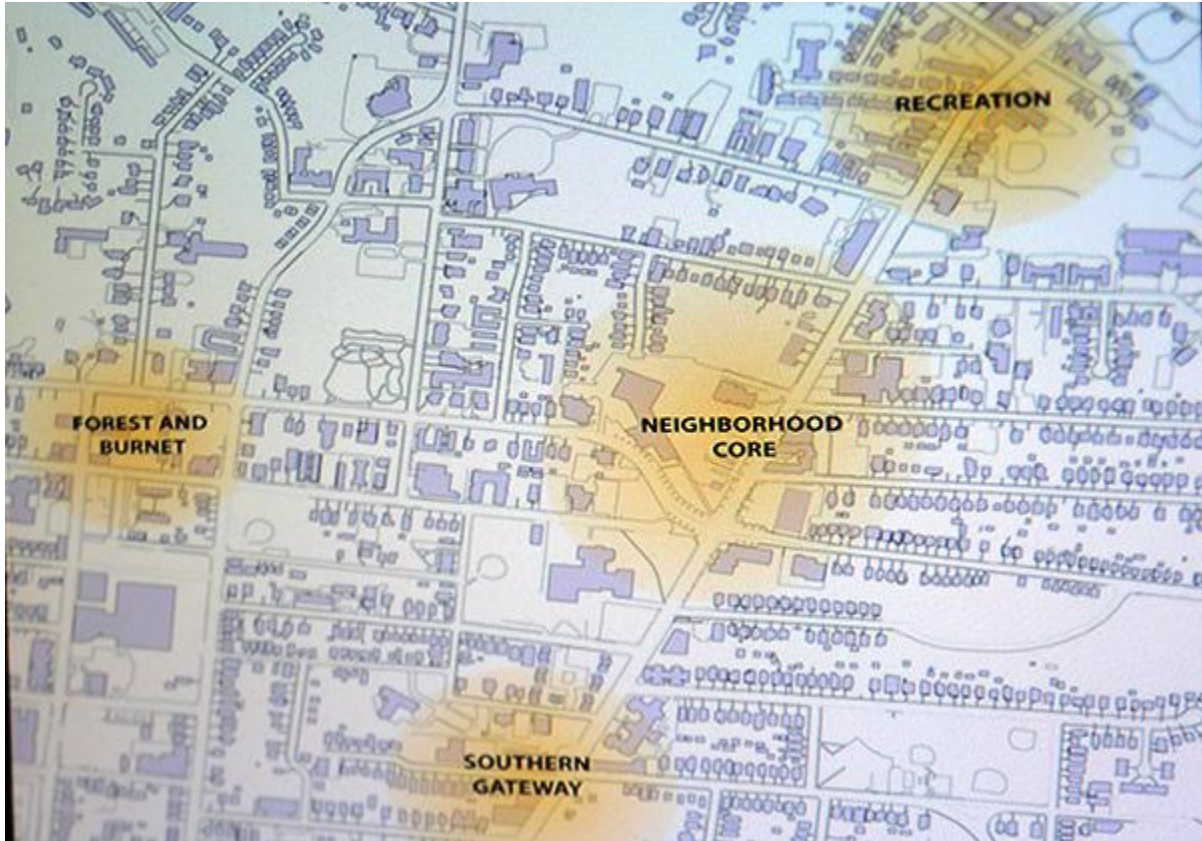 RECREATION
FOREST AND
BURNET
NEIGHBORHOOD
CORE
SOUTHERN
GATEWAY